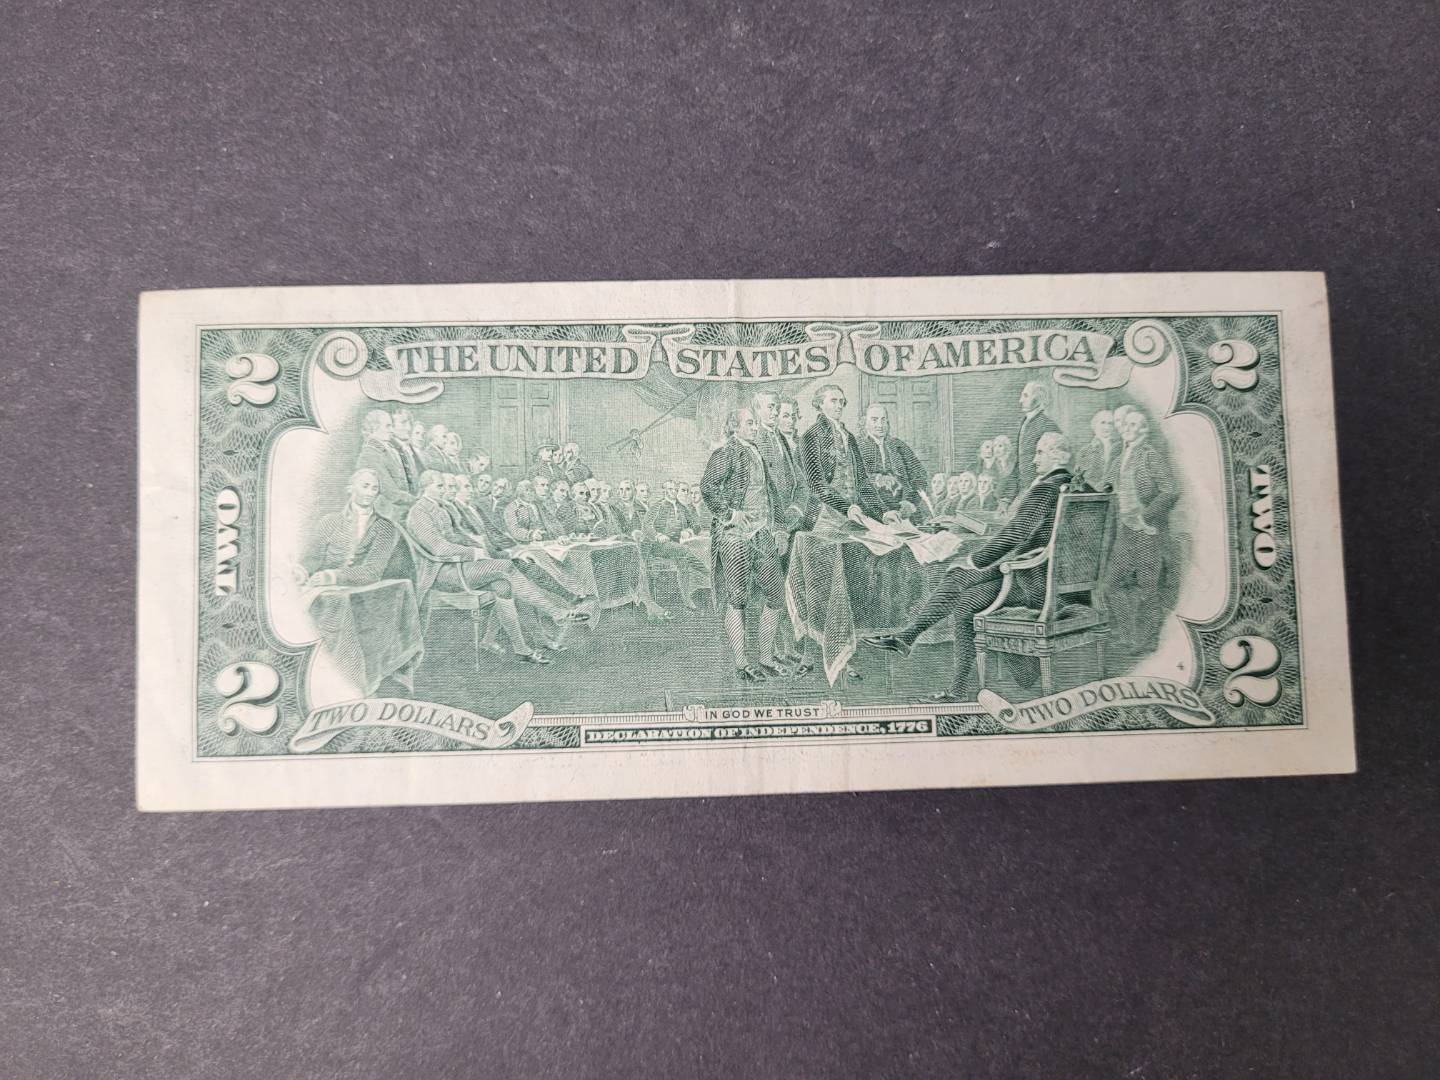 2 THE UNITED STATES OF AMERICA 2
TWO TWO
4
2 2
TWO DOLLARS IN GOD WE TRUST TWO DOLLARS
DECLARATION OF INDEPENDENCE, 1776